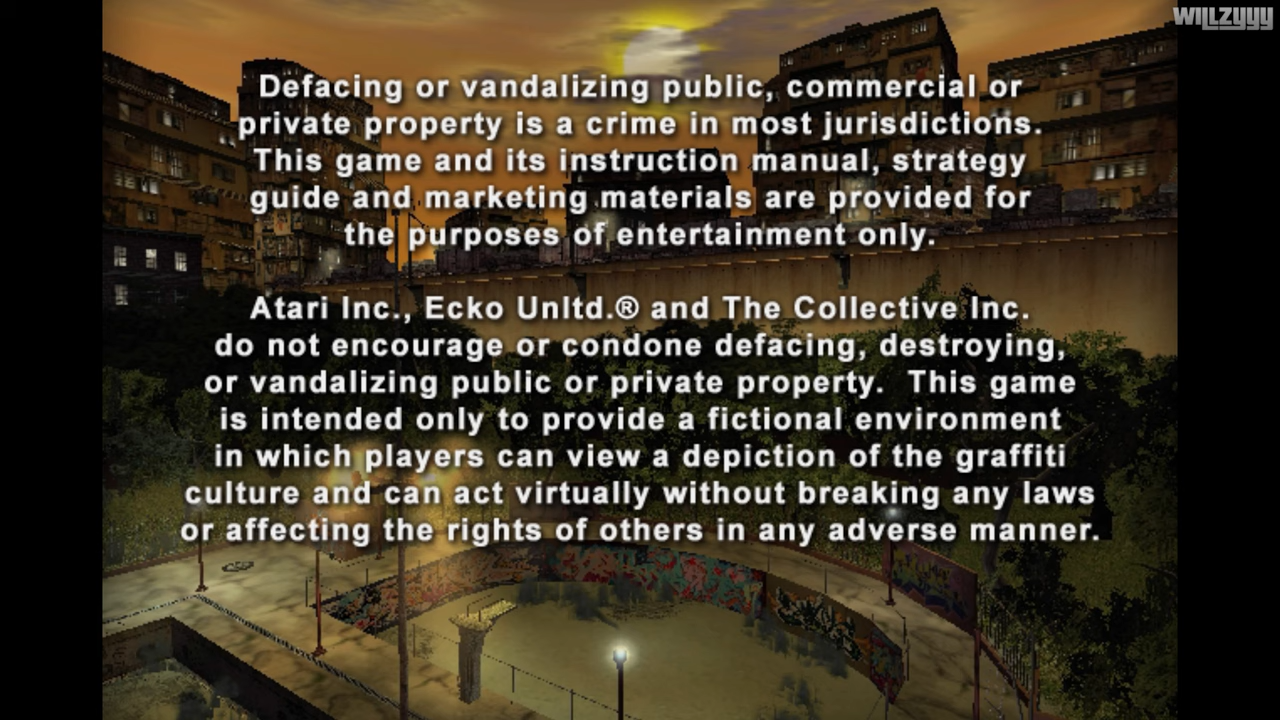 WILLZYYY
Defacing or vandalizing public, commercial or
private property is a crime in most jurisdictions.
This game and its instruction manual, strategy
guide and marketing materials are provided for
the purposes of entertainment only.
Atari Inc., Ecko Unltd.® and The Collective Inc.
do not encourage or condone defacing, destroying,
or vandalizing public or private property.  This game
is intended only to provide a fictional environment
in which players can view a depiction of the graffiti
culture and can act virtually without breaking any laws
or affecting the rights of others in any adverse manner.